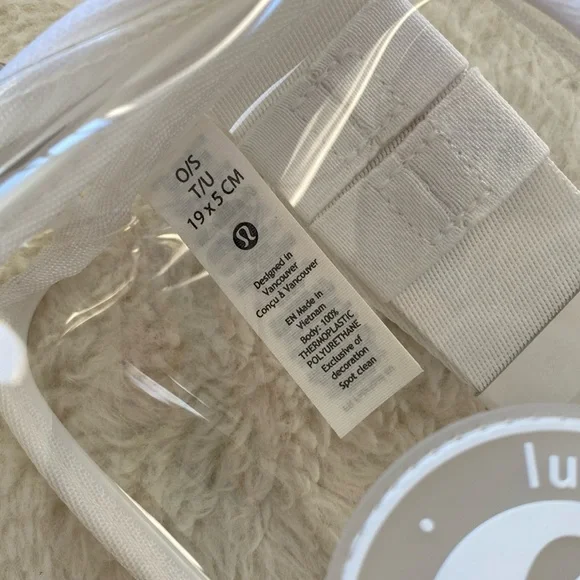 O/S
T/U
19 x 5 CM
Designed in
Vancouver
Conçu à Vancouver
EN Made in
Vietnam
Body: 100%
THERMOPLASTIC
POLYURETHANE
Exclusive of
decoration
Spot clean
lu